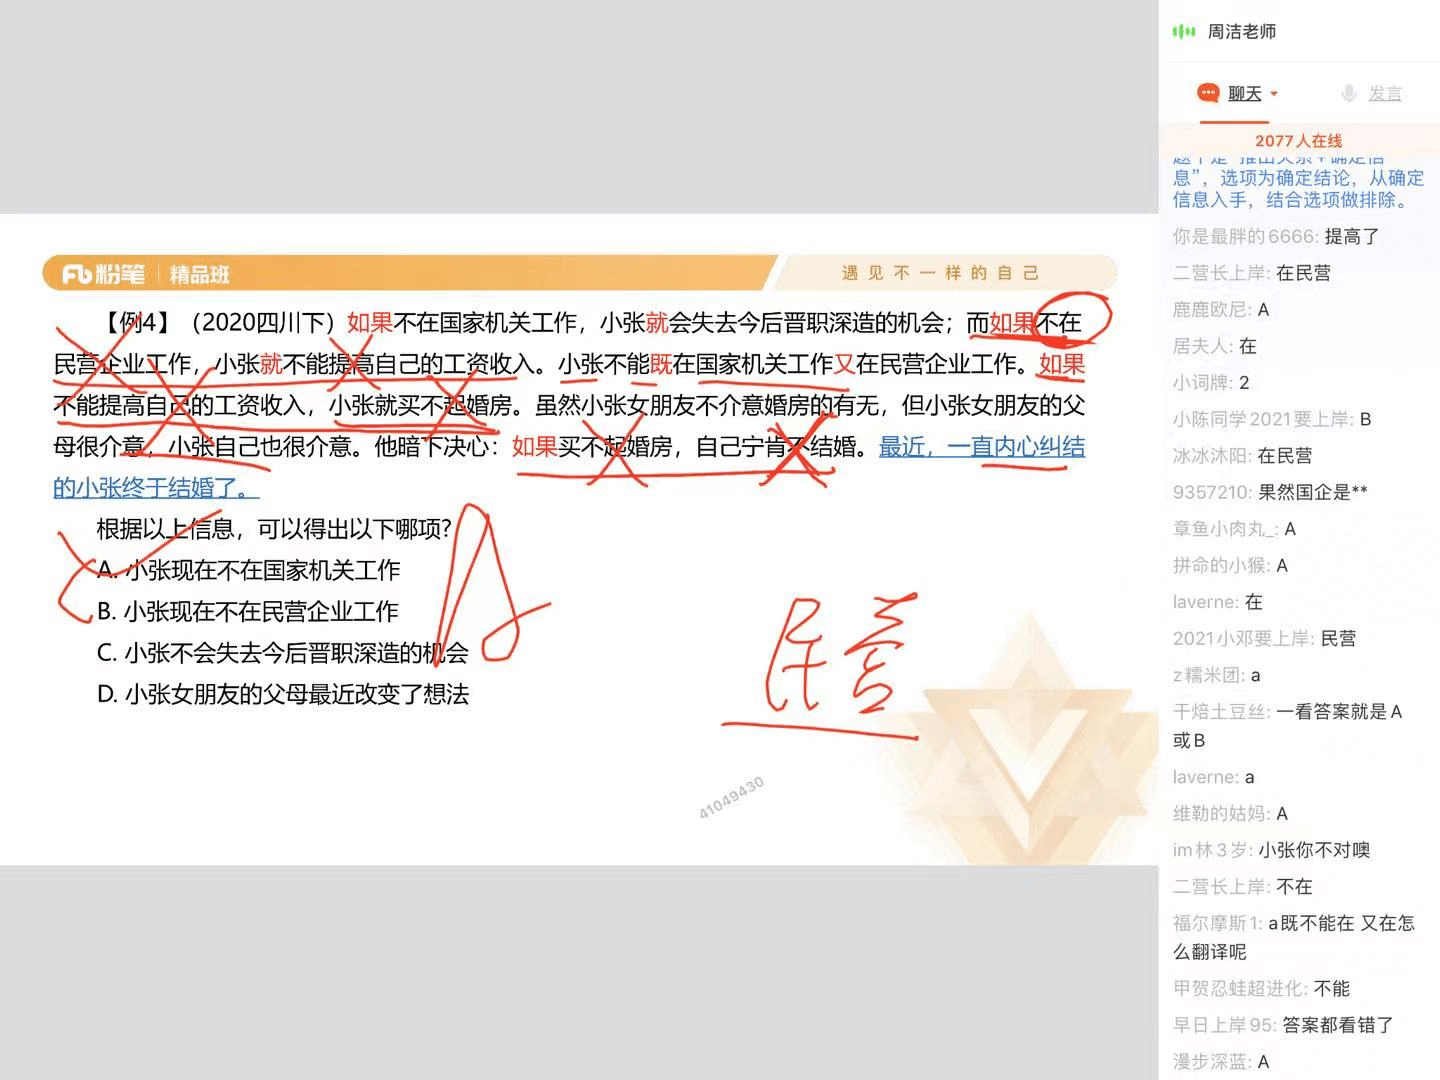 周洁老师
聊天
发言
2077人在线
息”，选项为确定结论，从确定
信息入手，结合选项做排除。
你是最胖的6666: 提高了
二营长上岸: 在民营
鹿鹿欧尼: A
居夫人: 在
小词牌: 2
小陈同学2021要上岸: B
冰冰沐阳: 在民营
9357210: 果然国企是**
章鱼小肉丸_: A
拼命的小猴: A
laverne: 在
2021小邓要上岸: 民营
z糯米团: a
干焙土豆丝: 一看答案就是A
或B
laverne: a
维勒的姑妈: A
im林3岁: 小张你不对噢
二营长上岸: 不在
福尔摩斯1: a既不能在 又在怎
么翻译呢
甲贺忍蛙超进化: 不能
早日上岸95: 答案都看错了
漫步深蓝: A
粉笔 精品班
遇见不一样的自己
【例4】（2020四川下）如果不在国家机关工作，小张就会失去今后晋职深造的机会；而如果不在
民营企业工作，小张就不能提高自己的工资收入。小张不能既在国家机关工作又在民营企业工作。如果
不能提高自己的工资收入，小张就买不起婚房。虽然小张女朋友不介意婚房的有无，但小张女朋友的父
母很介意，小张自己也很介意。他暗下决心：如果买不起婚房，自己宁肯不结婚。最近，一直内心纠结
的小张终于结婚了。
根据以上信息，可以得出以下哪项?
A. 小张现在不在国家机关工作
B. 小张现在不在民营企业工作
C. 小张不会失去今后晋职深造的机会
D. 小张女朋友的父母最近改变了想法
A
民营
41049430